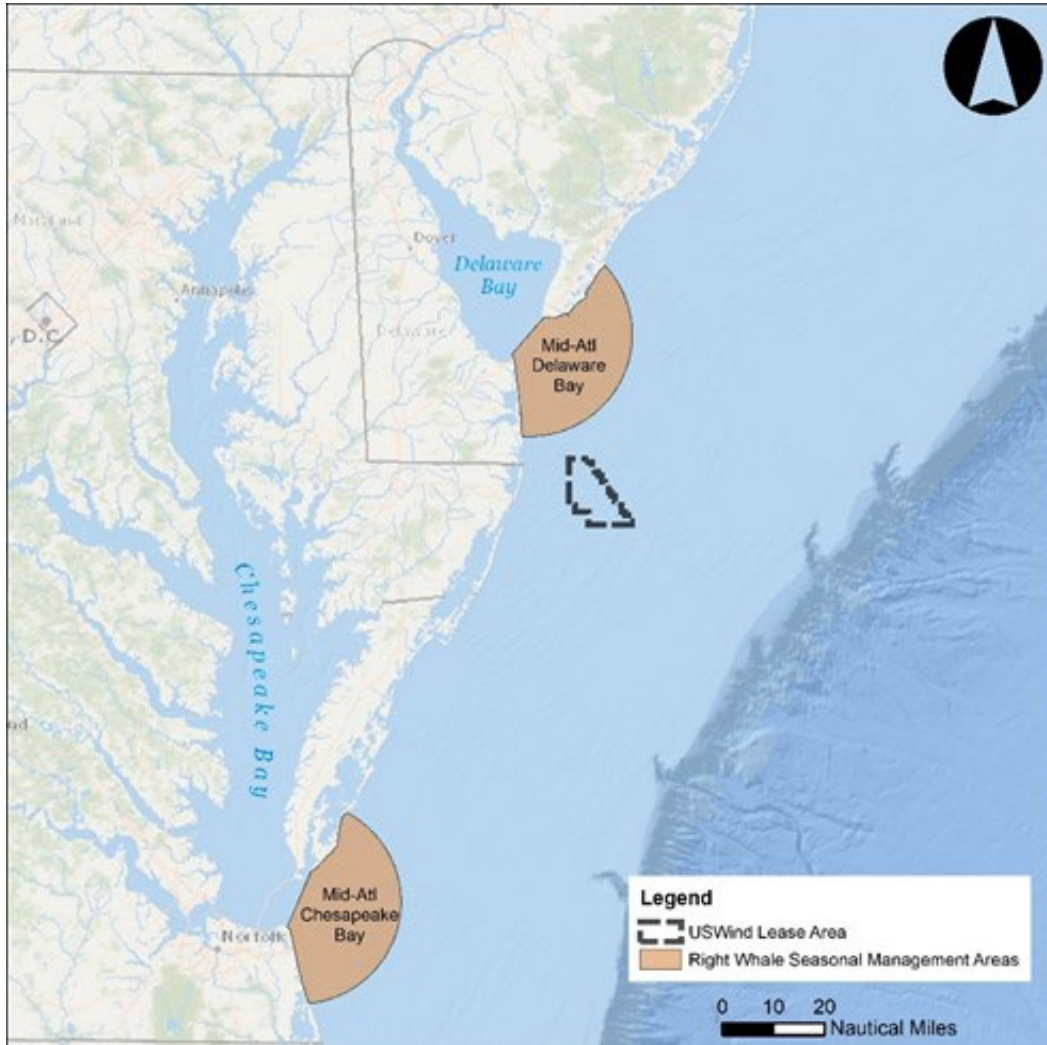 Dover
Delaware
Bay
Annapolis
D.C.
Delaware
Mid-Atl
Delaware
Bay
Chesapeake Bay
Mid-Atl
Chesapeake
Bay
Norfolk
Legend
USWind Lease Area
Right Whale Seasonal Management Areas
0 10 20
Nautical Miles